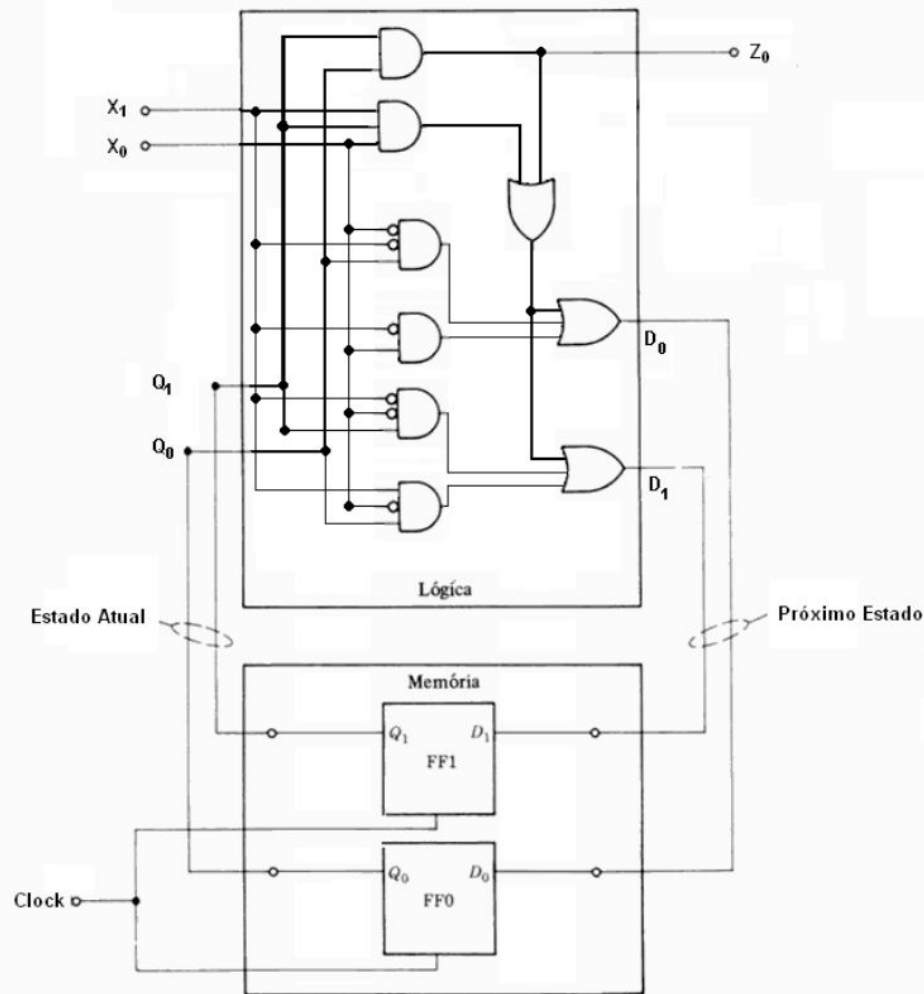 Z₀
X₁
X₀
Q₁
Q₀
D₀
D₁
Lógica
Estado Atual
Próximo Estado
Memória
Q₁ D₁
FF1
Q₀ D₀
FF0
Clock